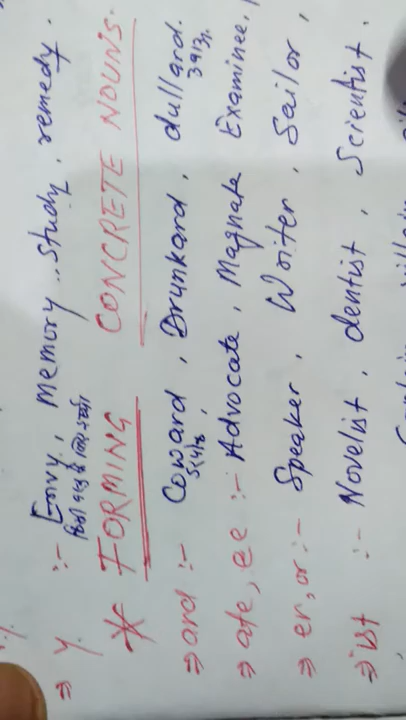 ⇒ y :- Envy, Memory, study, remedy.
* FORMING CONCRETE NOUNS.
⇒ ard :- Coward, Drunkard, dullard.
⇒ ate, ee :- Advocate, Magnate Examinee,
⇒ er, or :- Speaker, Writer, Sailor,
⇒ ist :- Novelist, dentist, Scientist.